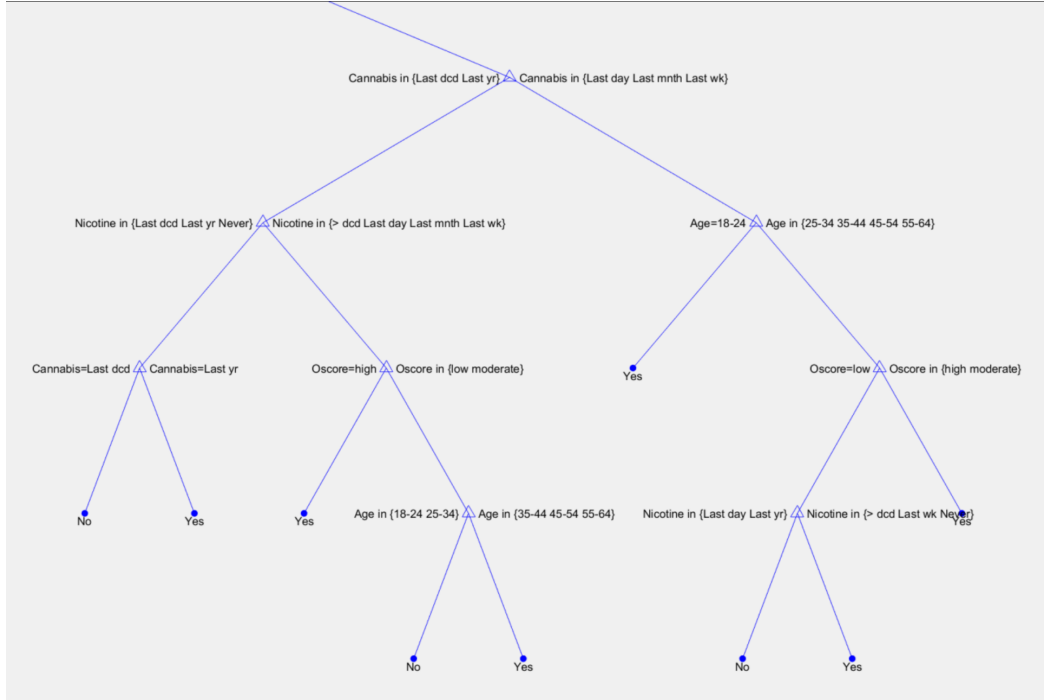 Cannabis in {Last dcd Last yr} Cannabis in {Last day Last mnth Last wk}
Nicotine in {Last dcd Last yr Never} Nicotine in {> dcd Last day Last mnth Last wk} Age=18-24 Age in {25-34 35-44 45-54 55-64}
Cannabis=Last dcd Cannabis=Last yr Oscore=high Oscore in {low moderate} Yes Oscore=low Oscore in {high moderate}
No Yes Yes Age in {18-24 25-34} Age in {35-44 45-54 55-64} Nicotine in {Last day Last yr} Nicotine in {> dcd Last wk Never} Yes
No Yes No Yes